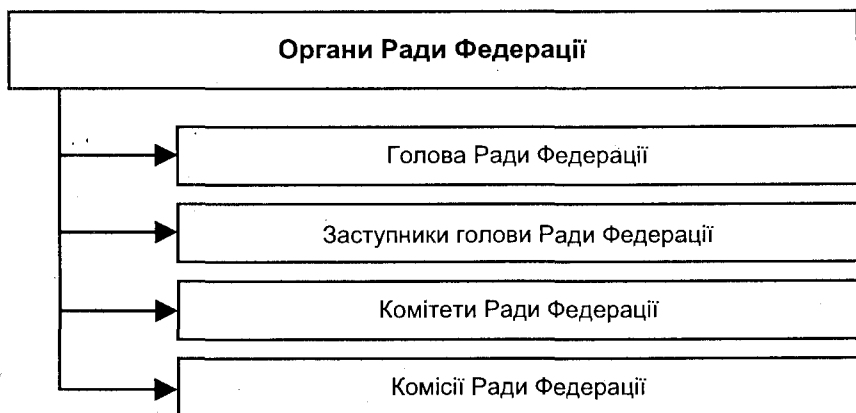 Органи Ради Федерації
Голова Ради Федерації
Заступники голови Ради Федерації
Комітети Ради Федерації
Комісії Ради Федерації